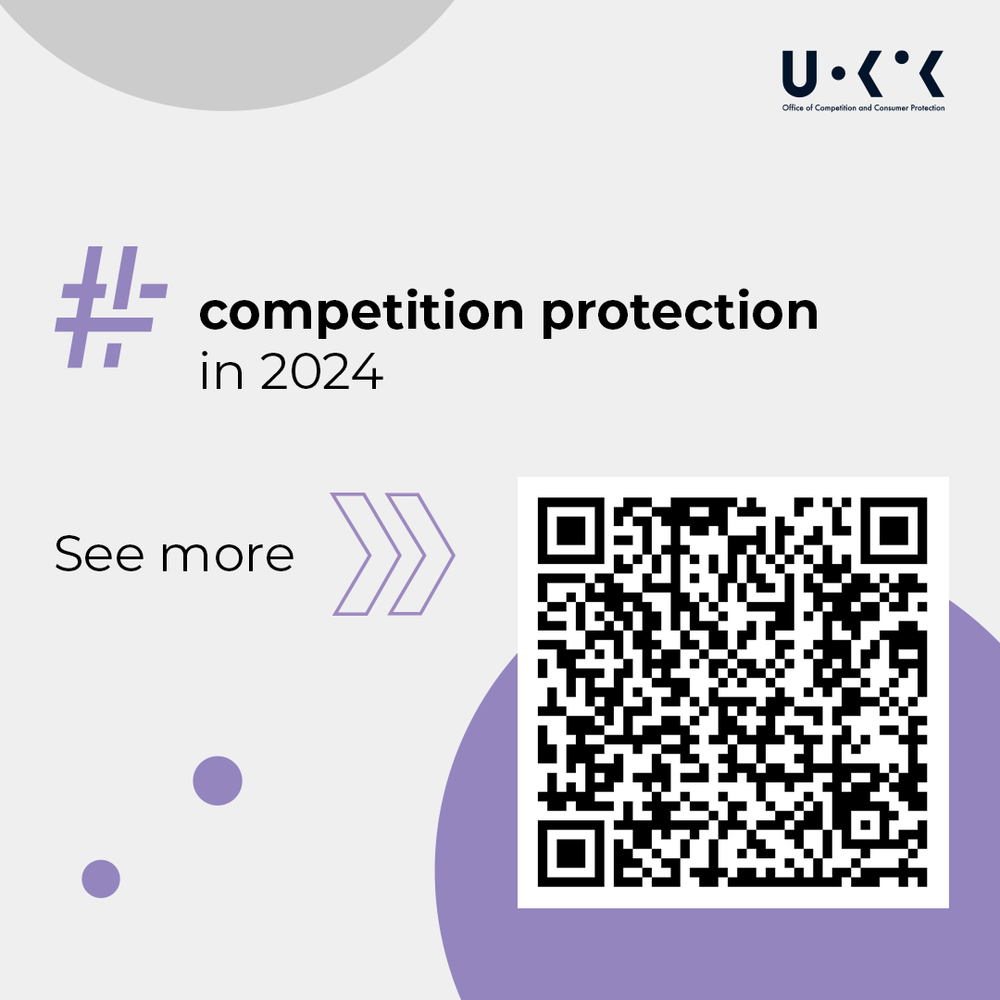 U·K·K
Office of Competition and Consumer Protection
# competition protection
in 2024
See more